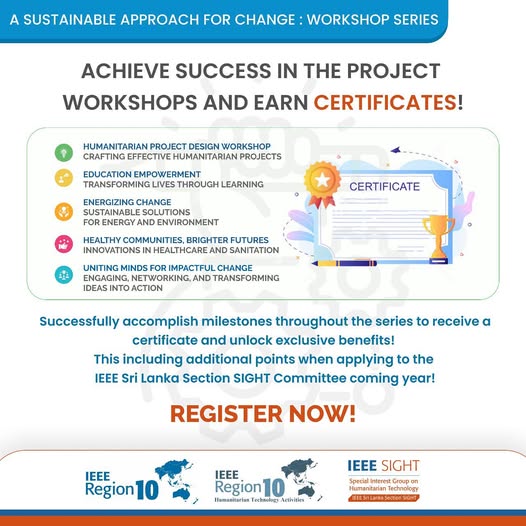 A SUSTAINABLE APPROACH FOR CHANGE : WORKSHOP SERIES
ACHIEVE SUCCESS IN THE PROJECT
WORKSHOPS AND EARN CERTIFICATES!
HUMANITARIAN PROJECT DESIGN WORKSHOP
CRAFTING EFFECTIVE HUMANITARIAN PROJECTS
EDUCATION EMPOWERMENT
TRANSFORMING LIVES THROUGH LEARNING
ENERGIZING CHANGE
SUSTAINABLE SOLUTIONS
FOR ENERGY AND ENVIRONMENT
HEALTHY COMMUNITIES, BRIGHTER FUTURES
INNOVATIONS IN HEALTHCARE AND SANITATION
UNITING MINDS FOR IMPACTFUL CHANGE
ENGAGING, NETWORKING, AND TRANSFORMING
IDEAS INTO ACTION
CERTIFICATE
Successfully accomplish milestones throughout the series to receive a
certificate and unlock exclusive benefits!
This including additional points when applying to the
IEEE Sri Lanka Section SIGHT Committee coming year!
REGISTER NOW!
IEEE
Region 10
IEEE
Region 10
Humanitarian Technology Activities
IEEE SIGHT
Special Interest Group on
Humanitarian Technology
IEEE Sri Lanka Section SIGHT